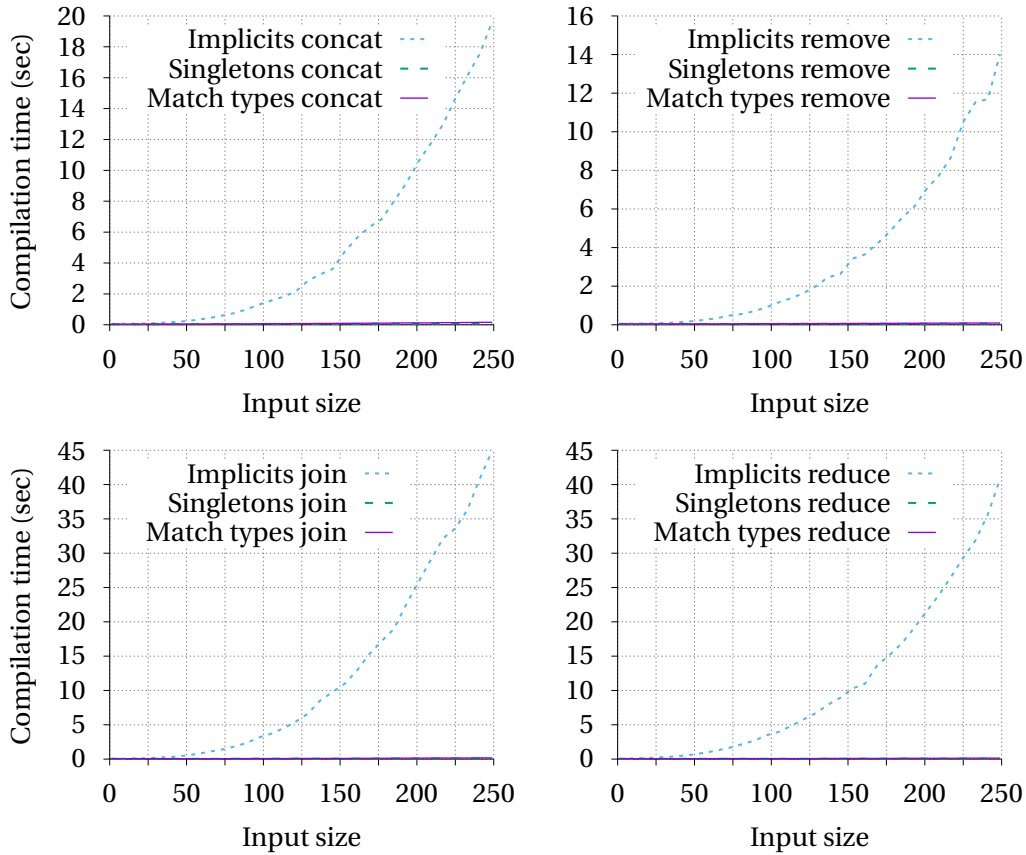 Compilation time (sec)
20
18
16
14
12
10
8
6
4
2
0
Implicits concat
Singletons concat
Match types concat
0 50 100 150 200 250
Input size
16
14
12
10
8
6
4
2
0
Implicits remove
Singletons remove
Match types remove
0 50 100 150 200 250
Input size
Compilation time (sec)
45
40
35
30
25
20
15
10
5
0
Implicits join
Singletons join
Match types join
0 50 100 150 200 250
Input size
45
40
35
30
25
20
15
10
5
0
Implicits reduce
Singletons reduce
Match types reduce
0 50 100 150 200 250
Input size